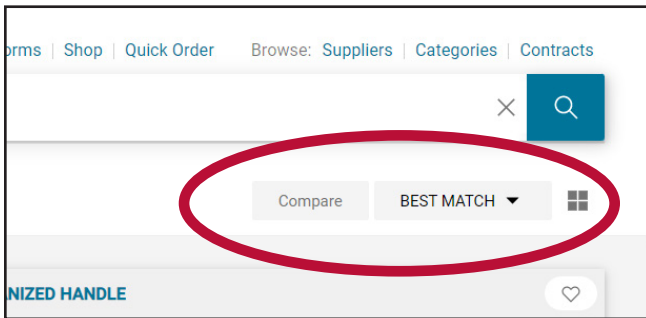 orms | Shop | Quick Order Browse: Suppliers | Categories | Contracts
Compare BEST MATCH
NIZED HANDLE